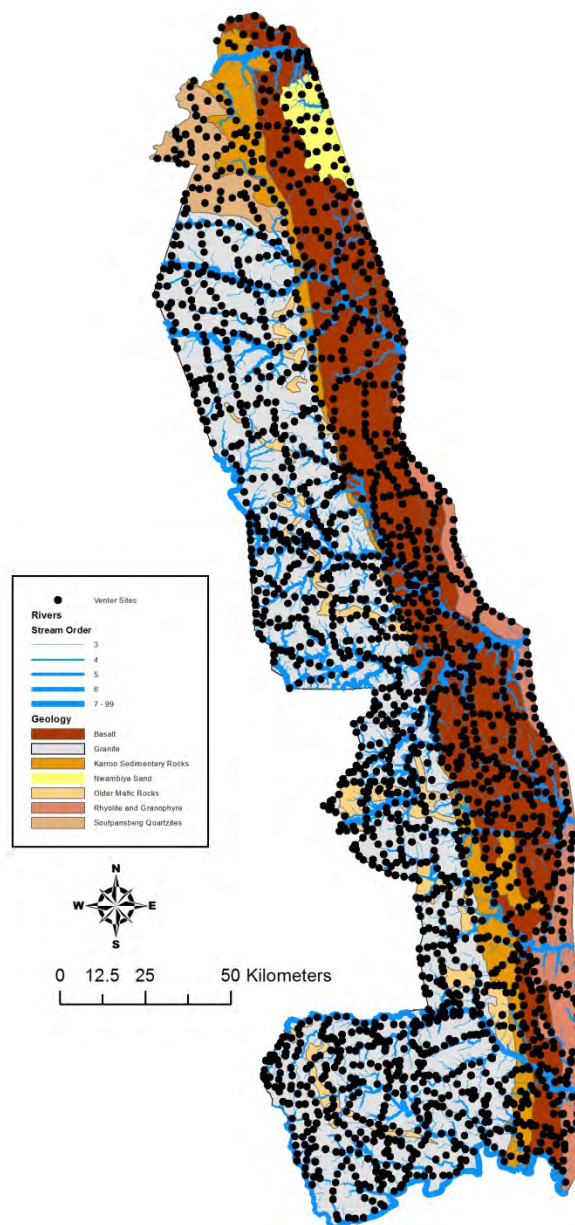 Venter Sites
Rivers
Stream Order
3
4
5
6
7 - 99
Geology
Basalt
Granite
Karroo Sedimentary Rocks
Nwambiya Sand
Older Mafic Rocks
Rhyolite and Granophyre
Soutpansberg Quartzites
N
W E
S
0 12.5 25 50 Kilometers